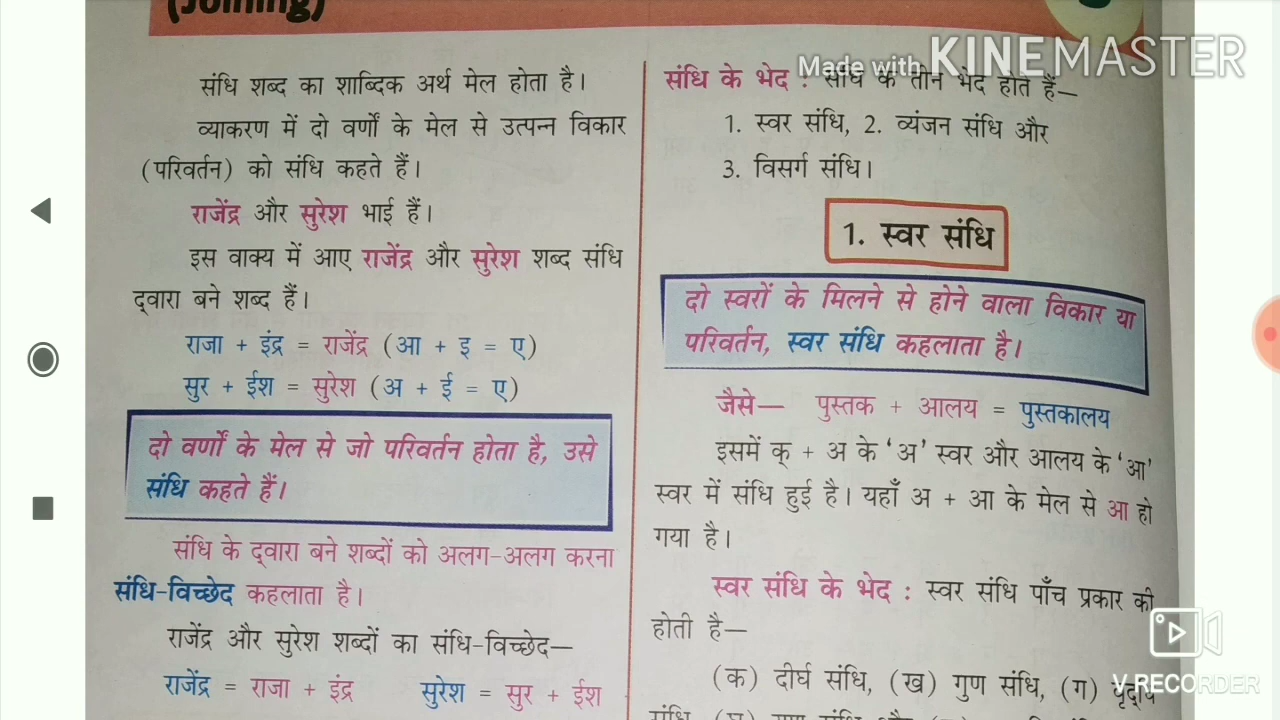 (Joining)
संधि शब्द का शाब्दिक अर्थ मेल होता है।
व्याकरण में दो वर्णों के मेल से उत्पन्न विकार
(परिवर्तन) को संधि कहते हैं।
राजेंद्र और सुरेश भाई हैं।
इस वाक्य में आए राजेंद्र और सुरेश शब्द संधि
द्वारा बने शब्द हैं।
राजा + इंद्र = राजेंद्र (आ + इ = ए)
सुर + ईश = सुरेश (अ + ई = ए)
दो वर्णों के मेल से जो परिवर्तन होता है, उसे
संधि कहते हैं।
संधि के द्वारा बने शब्दों को अलग-अलग करना
संधि-विच्छेद कहलाता है।
राजेंद्र और सुरेश शब्दों का संधि-विच्छेद—
राजेंद्र = राजा + इंद्र सुरेश = सुर + ईश
संधि के भेद : संधि के तीन भेद होते हैं—
1. स्वर संधि, 2. व्यंजन संधि और
3. विसर्ग संधि।
1. स्वर संधि
दो स्वरों के मिलने से होने वाला विकार या
परिवर्तन, स्वर संधि कहलाता है।
जैसे— पुस्तक + आलय = पुस्तकालय
इसमें क् + अ के 'अ' स्वर और आलय के 'आ'
स्वर में संधि हुई है। यहाँ अ + आ के मेल से आ हो
गया है।
स्वर संधि के भेद : स्वर संधि पाँच प्रकार की
होती है—
(क) दीर्घ संधि, (ख) गुण संधि, (ग) वृद्धि
Made with KINEMASTER
V RECORDER